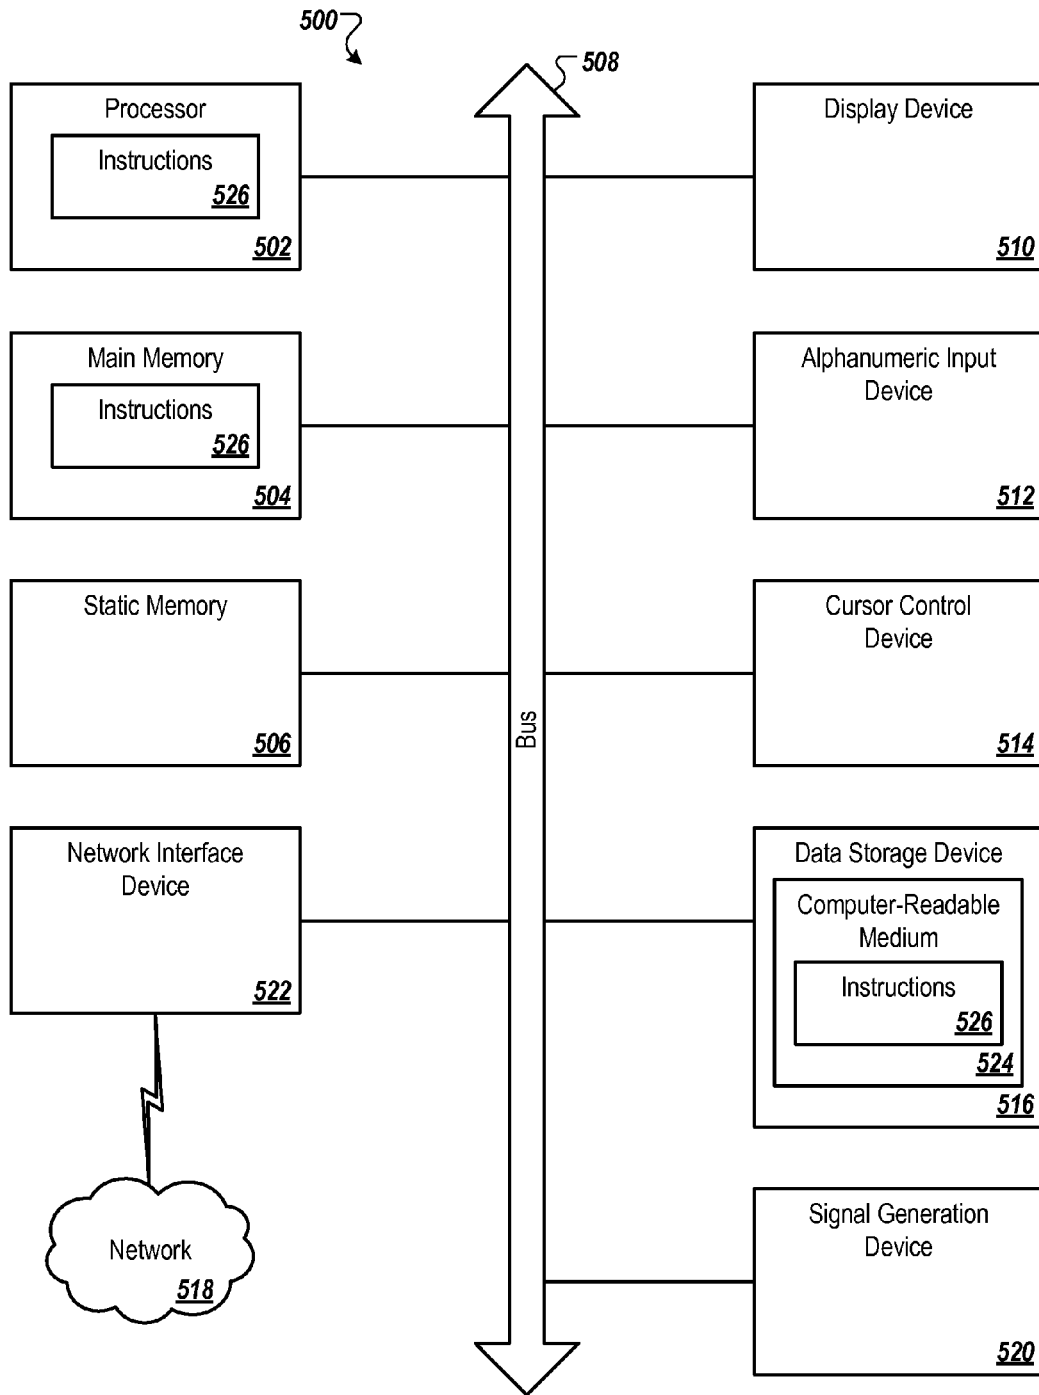 500
508
Processor
Instructions
526
502
Display Device
510
Main Memory
Instructions
526
504
Alphanumeric Input
Device
512
Static Memory
506
Cursor Control
Device
514
Bus
Network Interface
Device
522
Data Storage Device
Computer-Readable
Medium
Instructions
526
524
516
Network
518
Signal Generation
Device
520